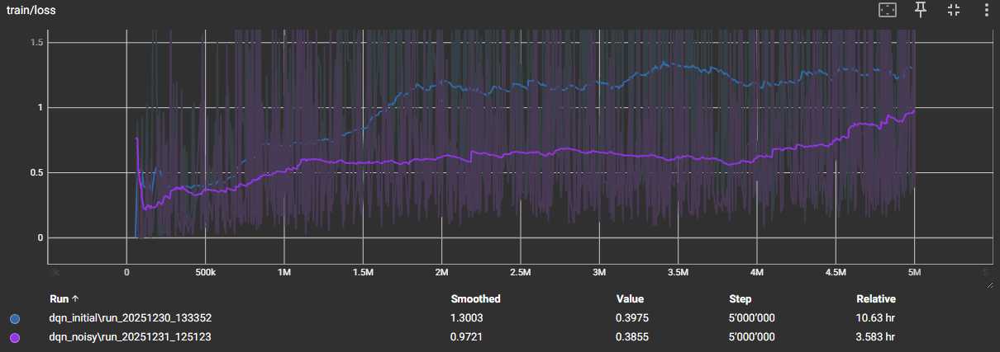 train/loss
1.5
1
0.5
0
0 500k 1M 1.5M 2M 2.5M 3M 3.5M 4M 4.5M 5M
Run ↑ Smoothed Value Step Relative
dqn_initial\run_20251230_133352 1.3003 0.3975 5'000'000 10.63 hr
dqn_noisy\run_20251231_125123 0.9721 0.3855 5'000'000 3.583 hr